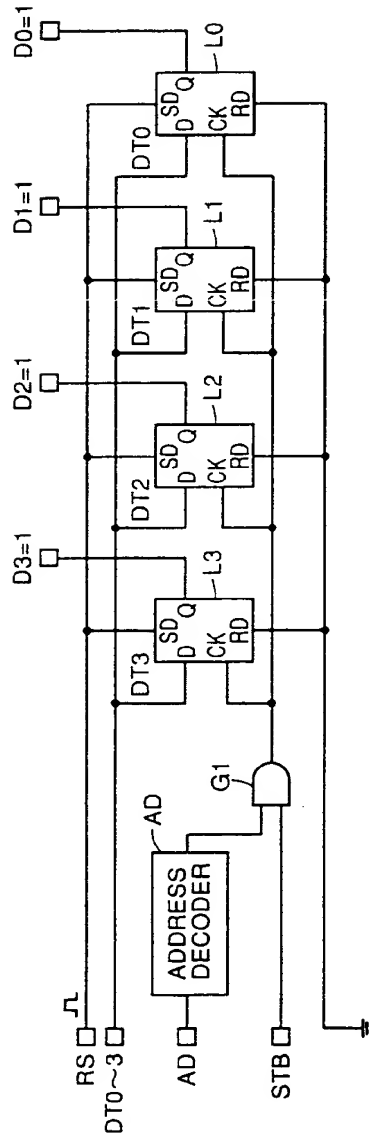 D3=1
D2=1
D1=1
D0=1
RS
DT0~3
AD
STB
ADDRESS
DECODER
AD
G1
DT3
SD
D
Q
CK
RD
L3
DT2
SD
D
Q
CK
RD
L2
DT1
SD
D
Q
CK
RD
L1
DT0
SD
D
Q
CK
RD
L0